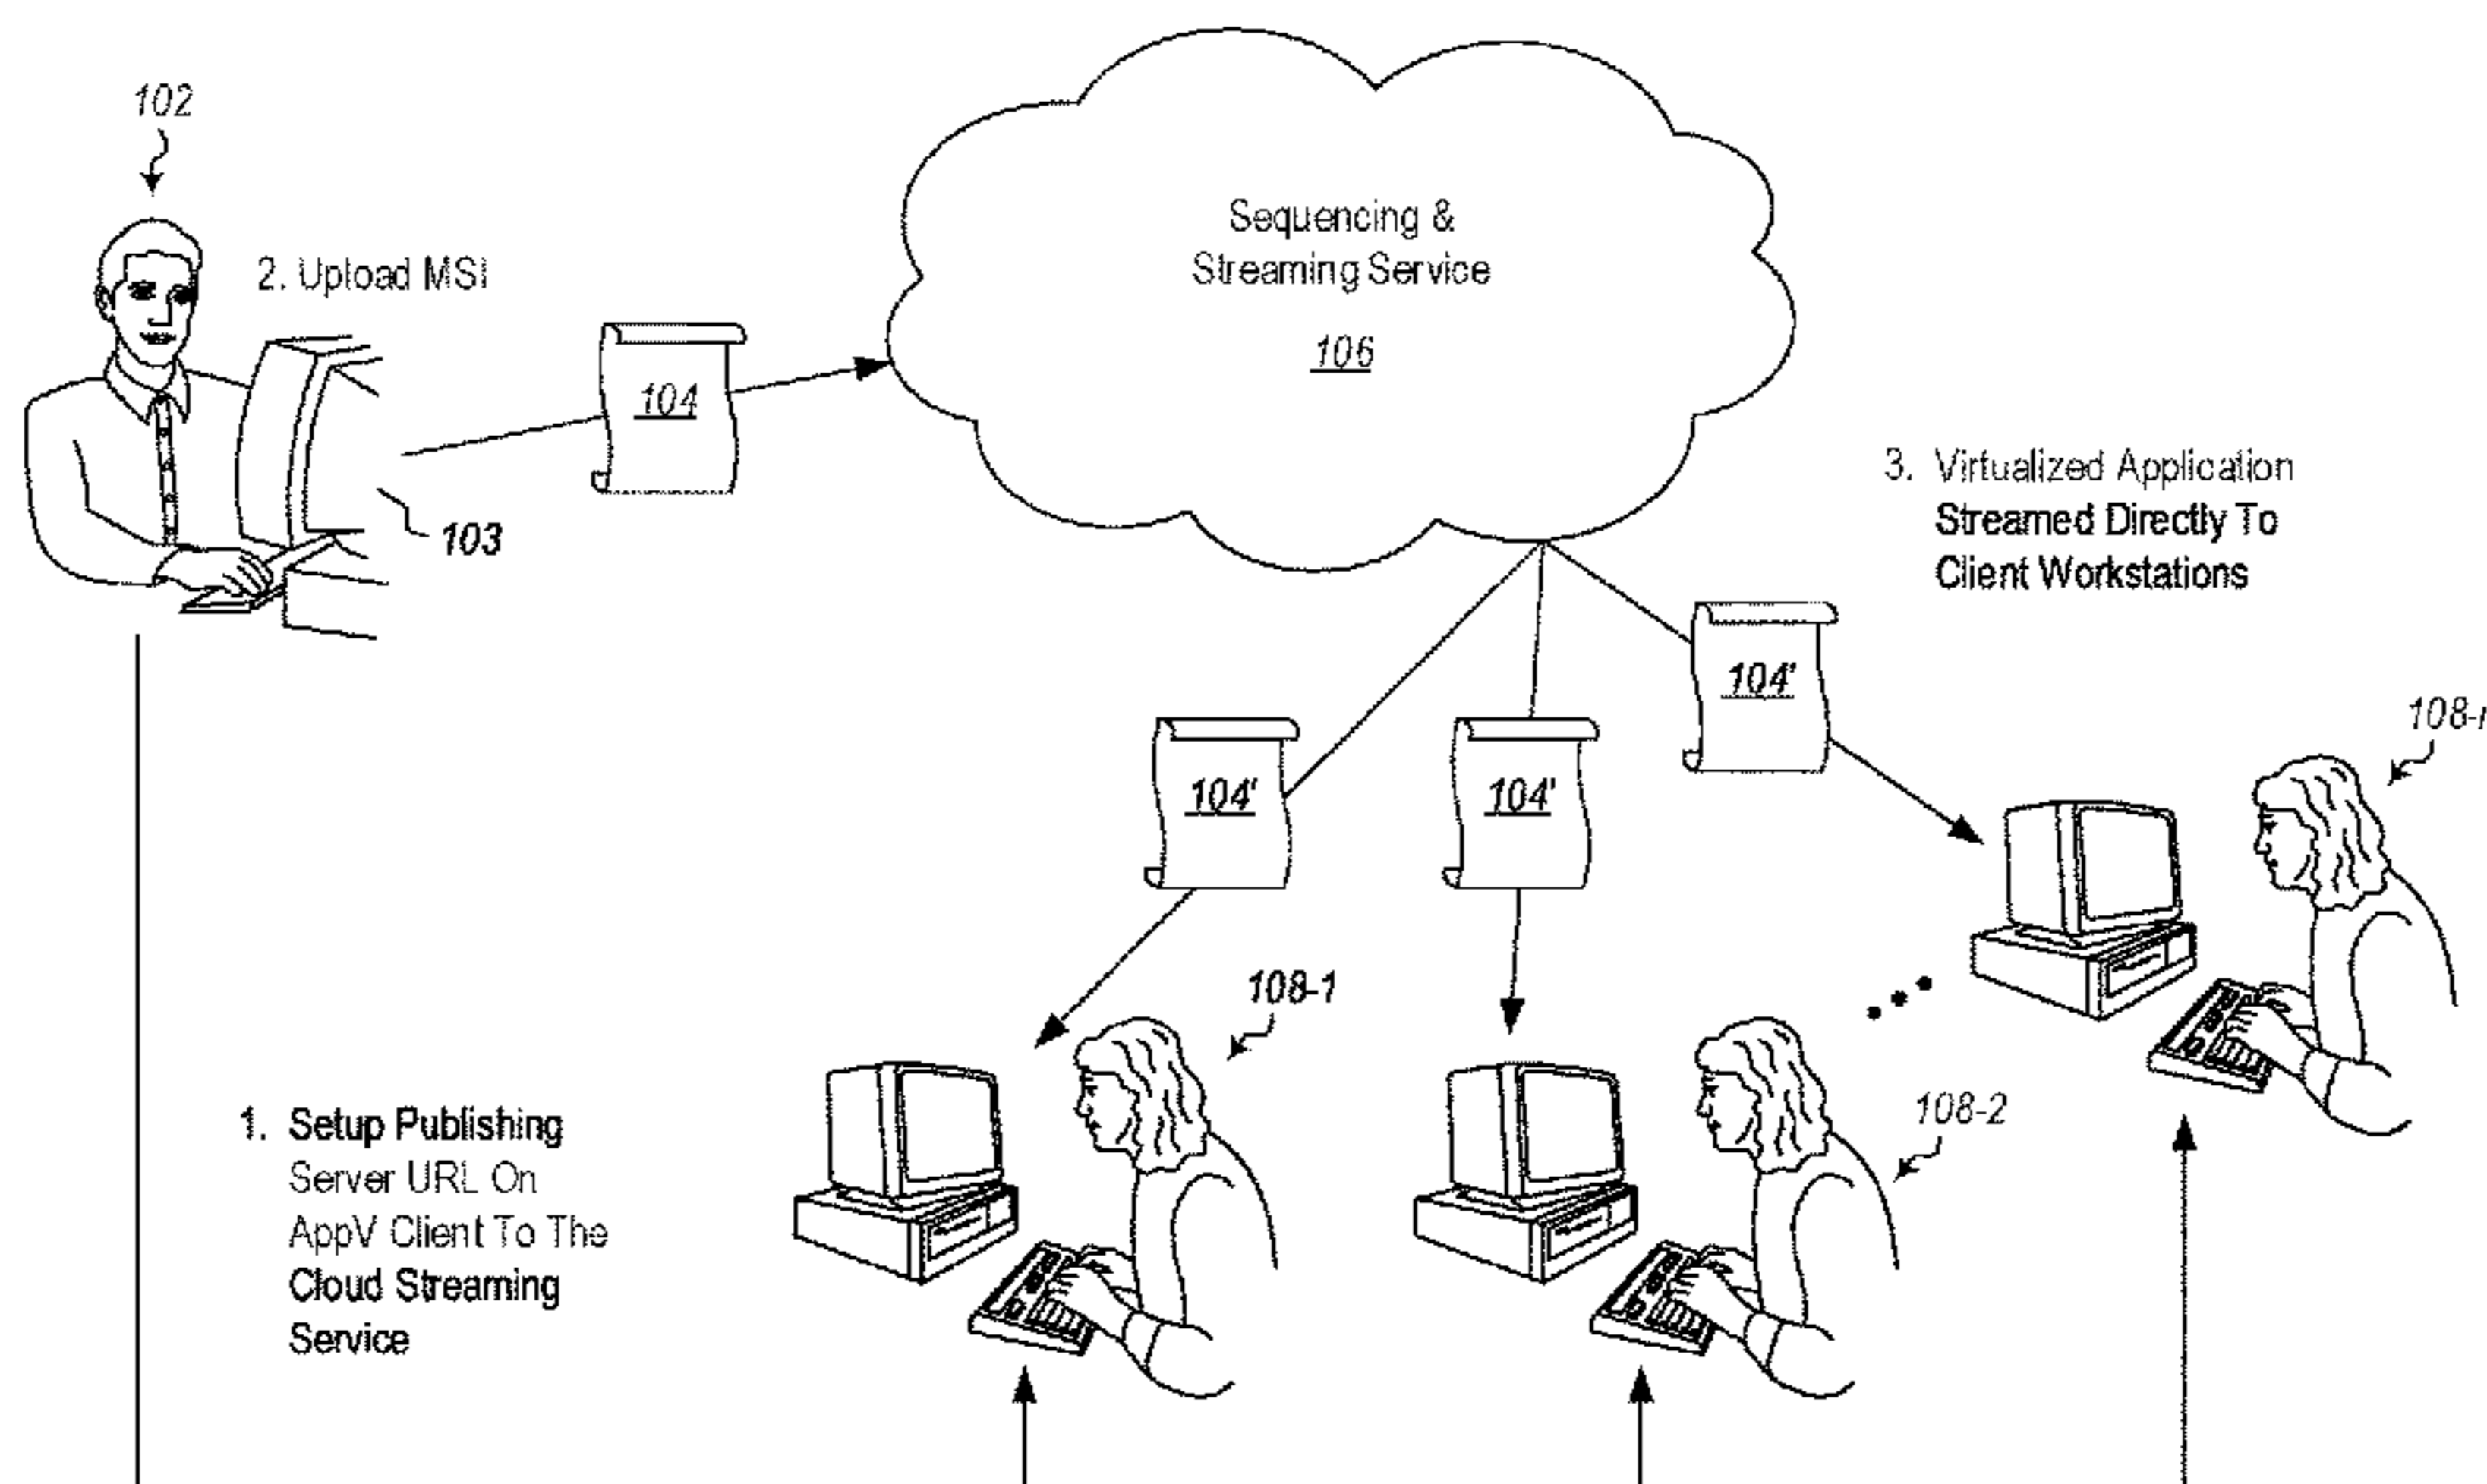 102
2. Upload MSI
Sequencing &
Streaming Service
106
104
103
3. Virtualized Application
Streamed Directly To
Client Workstations
104'
104'
104'
108-1
108-2
1. Setup Publishing
Server URL On
AppV Client To The
Cloud Streaming
Service